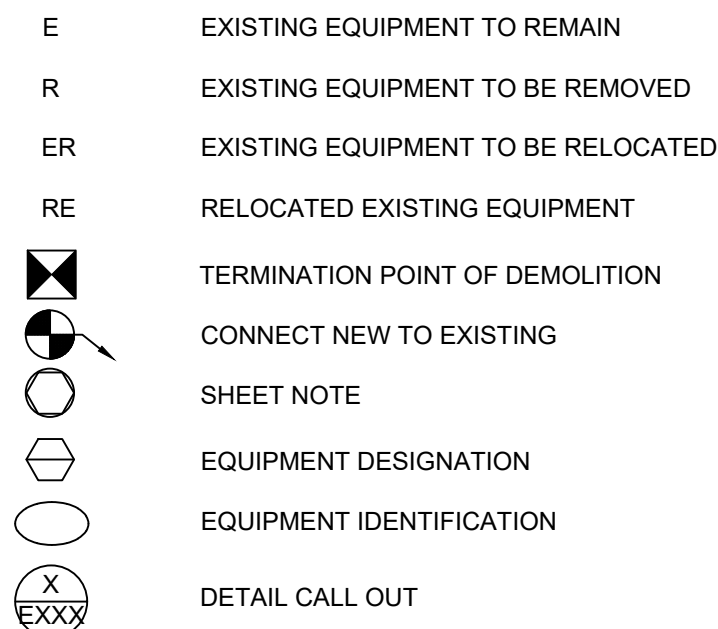 E EXISTING EQUIPMENT TO REMAIN
R EXISTING EQUIPMENT TO BE REMOVED
ER EXISTING EQUIPMENT TO BE RELOCATED
RE RELOCATED EXISTING EQUIPMENT
TERMINATION POINT OF DEMOLITION
CONNECT NEW TO EXISTING
SHEET NOTE
EQUIPMENT DESIGNATION
EQUIPMENT IDENTIFICATION
X
EXXX
DETAIL CALL OUT